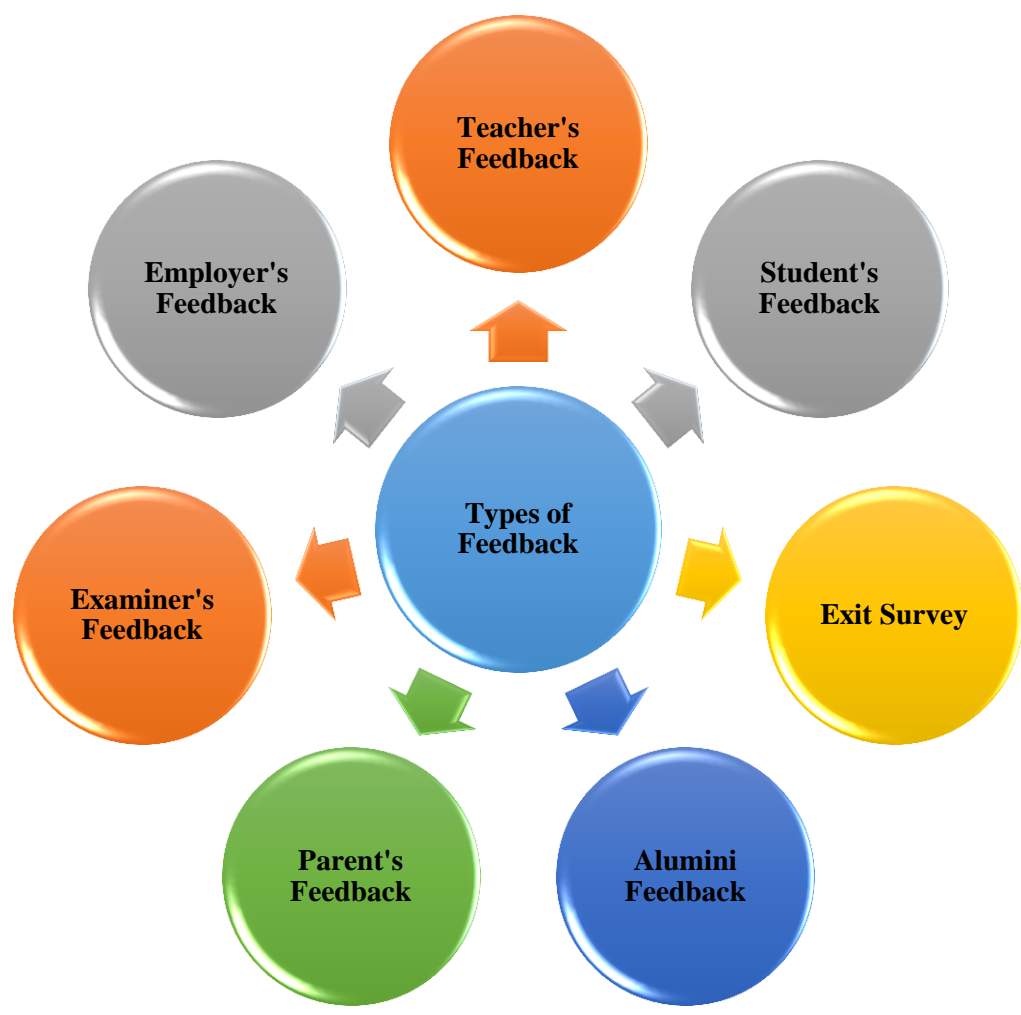 Teacher's
Feedback
Employer's
Feedback
Student's
Feedback
Types of
Feedback
Examiner's
Feedback
Exit Survey
Parent's
Feedback
Alumini
Feedback